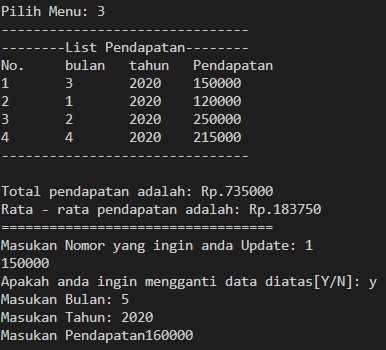 Pilih Menu: 3
-------------------------------
--------List Pendapatan--------
No.     bulan   tahun   Pendapatan
1       3       2020    150000
2       1       2020    120000
3       2       2020    250000
4       4       2020    215000
-------------------------------
Total pendapatan adalah: Rp.735000
Rata - rata pendapatan adalah: Rp.183750
==================================
Masukan Nomor yang ingin anda Update: 1
150000
Apakah anda ingin mengganti data diatas[Y/N]: y
Masukan Bulan: 5
Masukan Tahun: 2020
Masukan Pendapatan160000